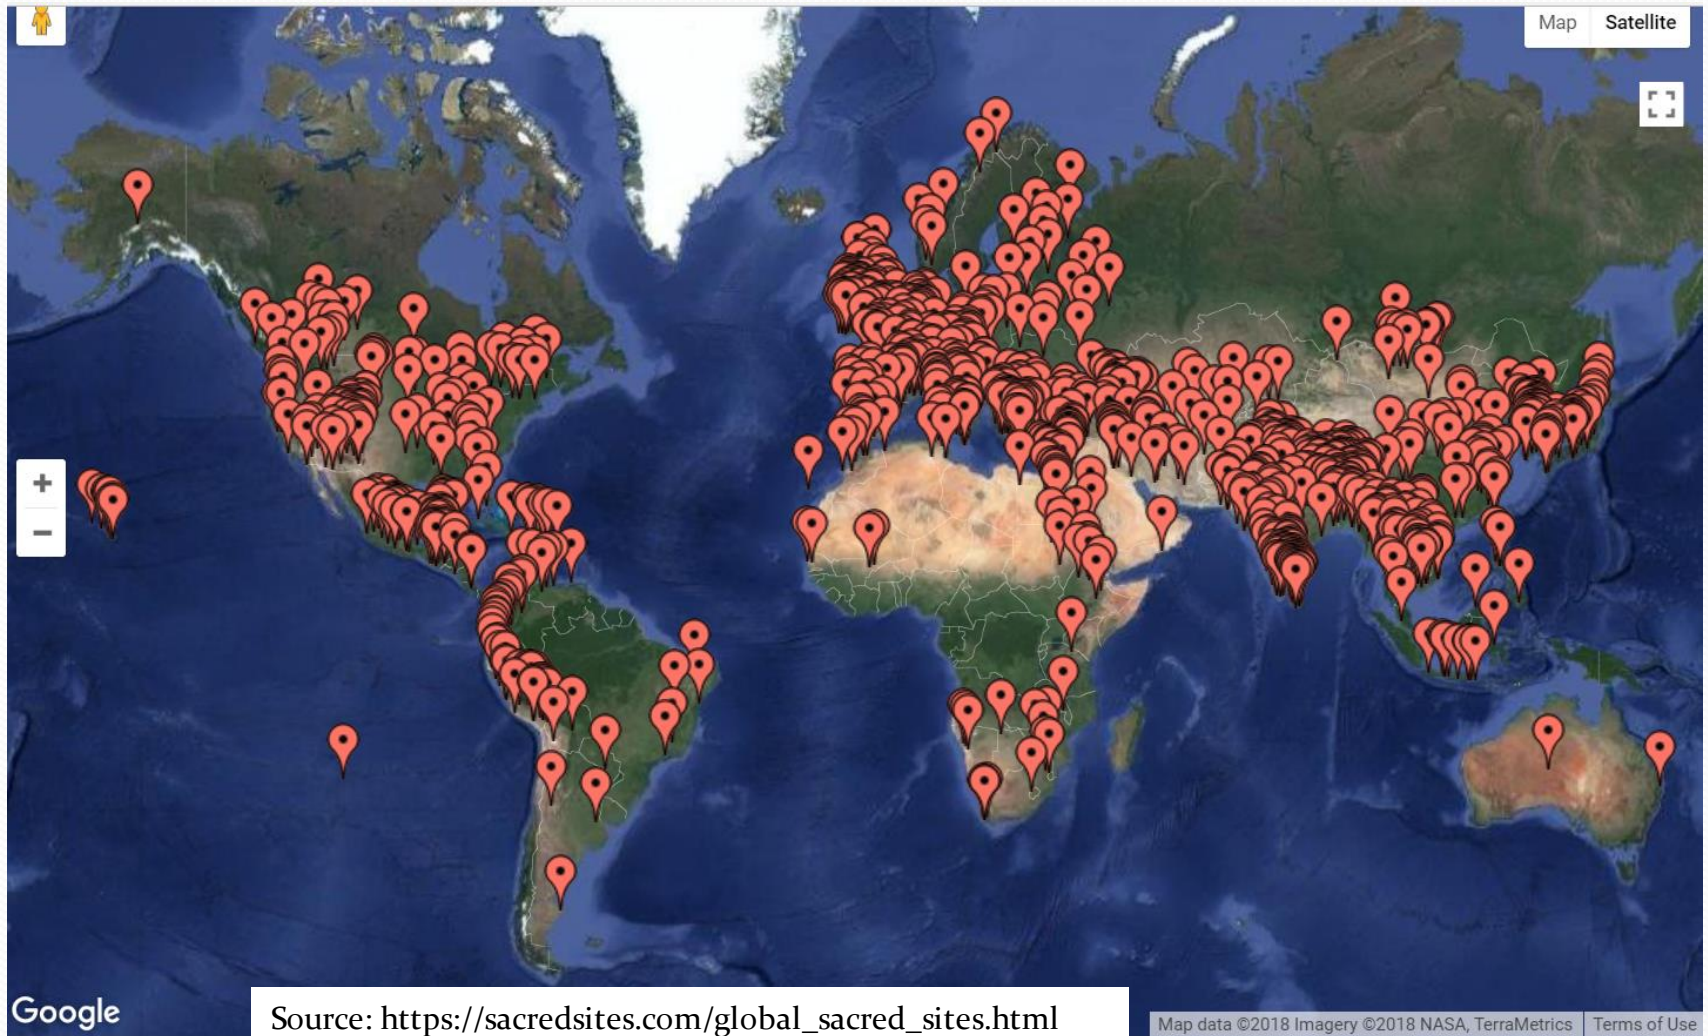 Map Satellite
+
−
Google
Source: https://sacredsites.com/global_sacred_sites.html
Map data ©2018 Imagery ©2018 NASA, TerraMetrics Terms of Use